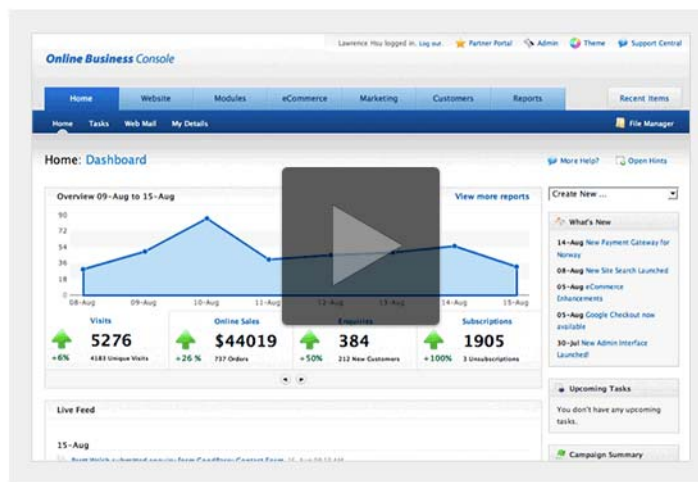 Lawrence Hsu logged in. Log out. Partner Portal Admin Theme Support Central
Online Business Console
Home Website Modules eCommerce Marketing Customers Reports Recent Items
Home Tasks Web Mail My Details File Manager
Home: Dashboard More Help? Open Hints
Overview 09-Aug to 15-Aug View more reports
90
72
54
36
18
0
08-Aug 09-Aug 10-Aug 11-Aug 12-Aug 13-Aug 14-Aug 15-Aug
Visits Online Sales Enquiries Subscriptions
5276 $44019 384 1905
+6% 4183 Unique Visits +26 % 737 Orders +50% 212 New Customers +100% 3 Unsubscriptions
Live Feed
15-Aug
Create New ...
What's New
14-Aug New Payment Gateway for
Norway
08-Aug New Site Search Launched
05-Aug eCommerce
Enhancements
05-Aug Google Checkout now
available
30-Jul New Admin Interface
Launched!
Upcoming Tasks
You don't have any upcoming
tasks.
Campaign Summary